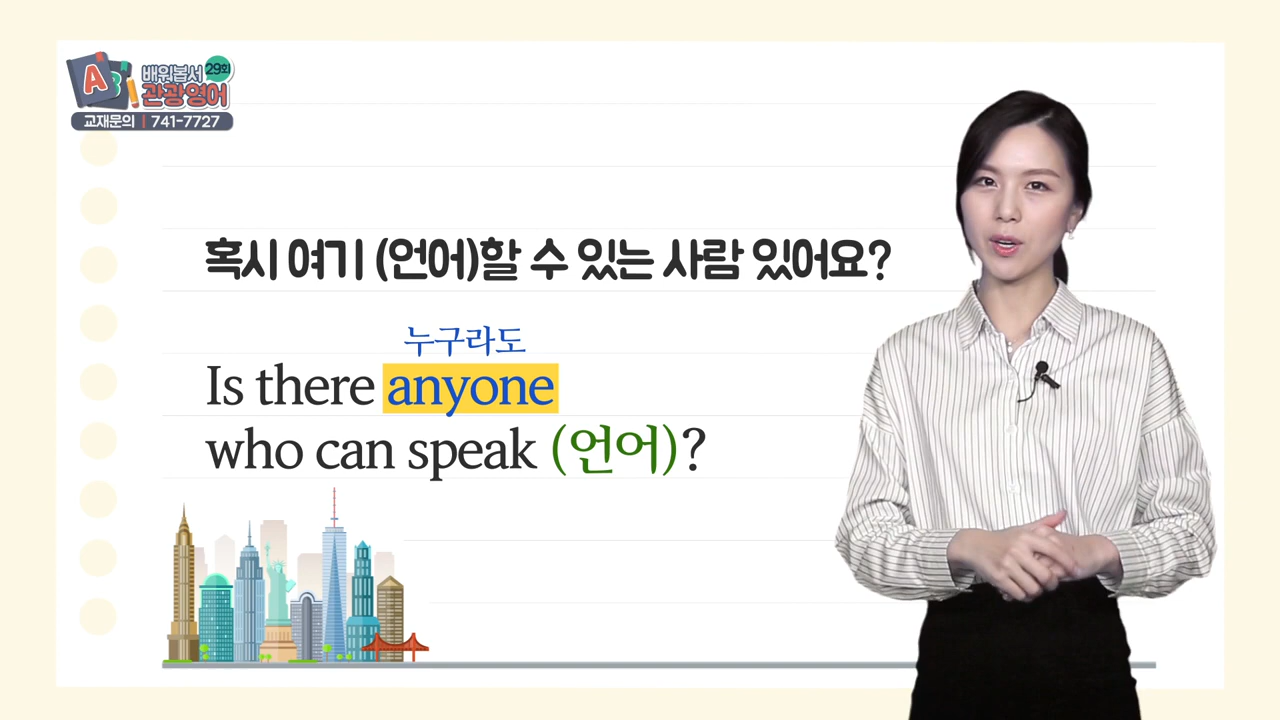 배워봅서 29회
관광영어
교재문의 | 741-7727
혹시 여기 (언어)할 수 있는 사람 있어요?
누구라도
Is there anyone
who can speak (언어)?